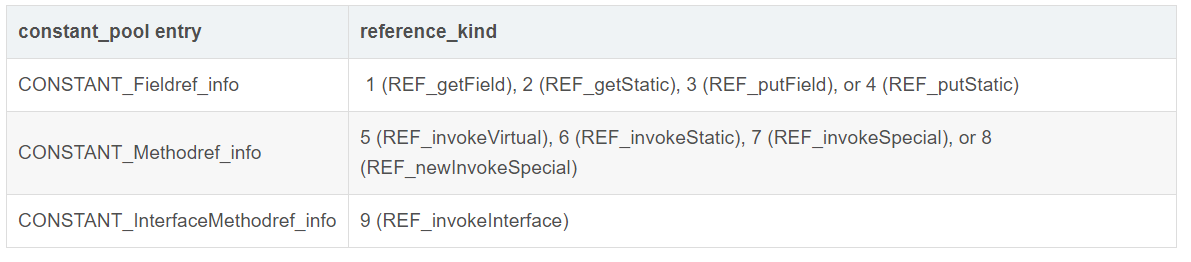 constant_pool entry reference_kind
CONSTANT_Fieldref_info 1 (REF_getField), 2 (REF_getStatic), 3 (REF_putField), or 4 (REF_putStatic)
CONSTANT_Methodref_info 5 (REF_invokeVirtual), 6 (REF_invokeStatic), 7 (REF_invokeSpecial), or 8
(REF_newInvokeSpecial)
CONSTANT_InterfaceMethodref_info 9 (REF_invokeInterface)